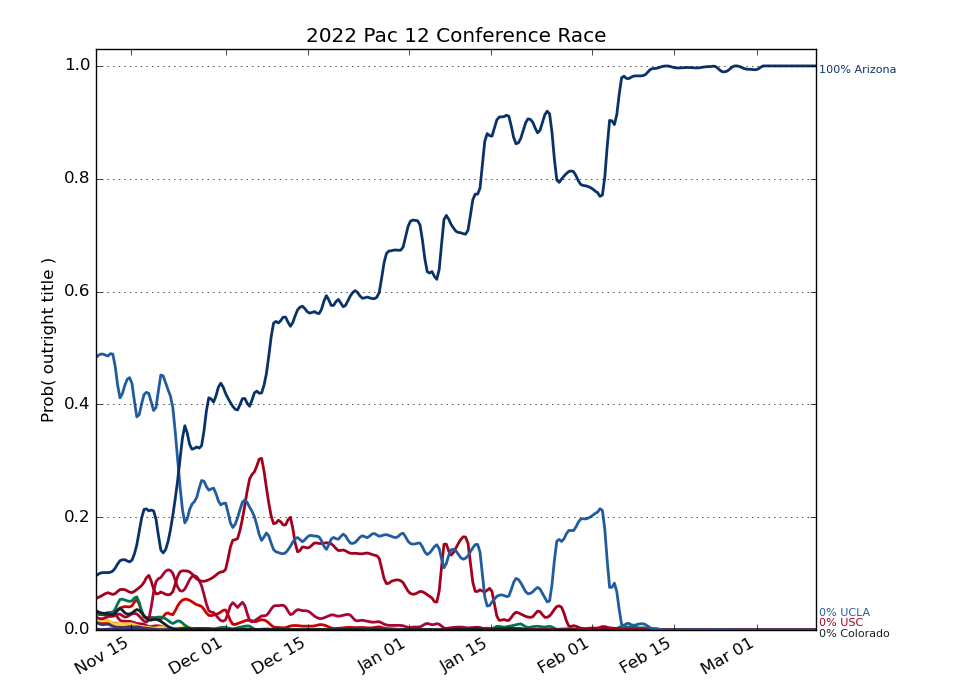 2022 Pac 12 Conference Race
Prob( outright title )
1.0
0.8
0.6
0.4
0.2
0.0
100% Arizona
0% UCLA
0% USC
0% Colorado
Nov 15
Dec 01
Dec 15
Jan 01
Jan 15
Feb 01
Feb 15
Mar 01